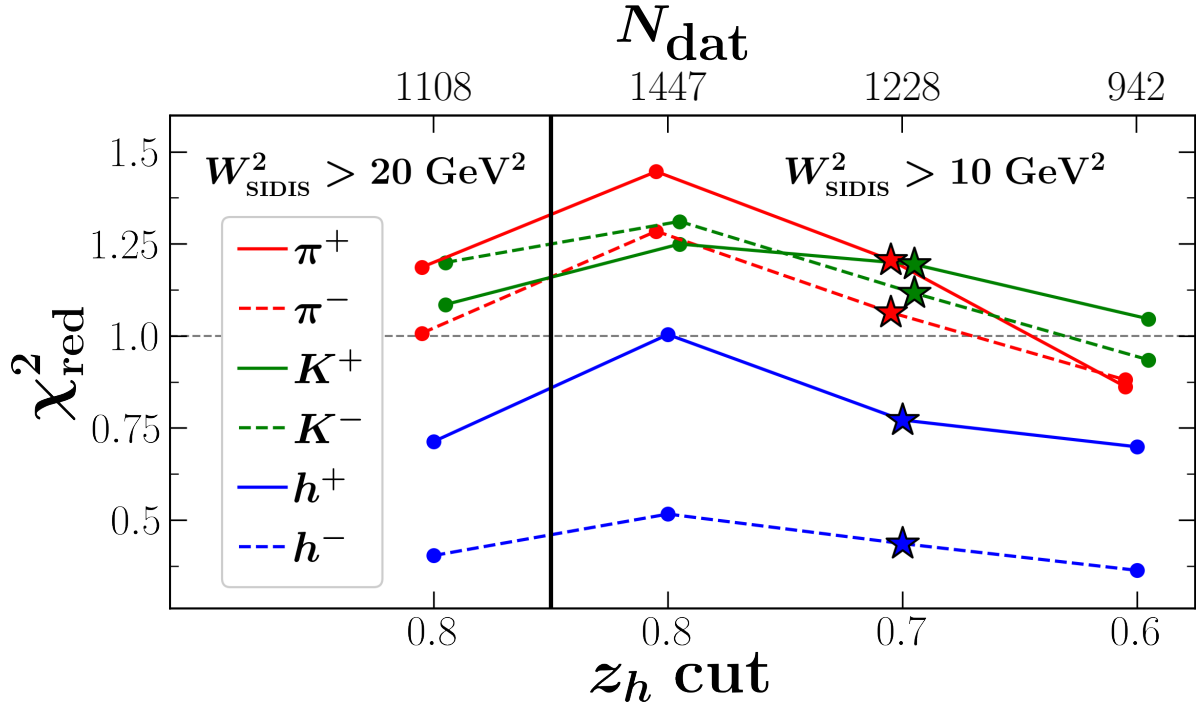 N_dat
1108 1447 1228 942
W²_SIDIS > 20 GeV² W²_SIDIS > 10 GeV²
1.5
1.25
1.0
0.75
0.5
χ²_red
π⁺
π⁻
K⁺
K⁻
h⁺
h⁻
0.8 0.8 0.7 0.6
z_h cut